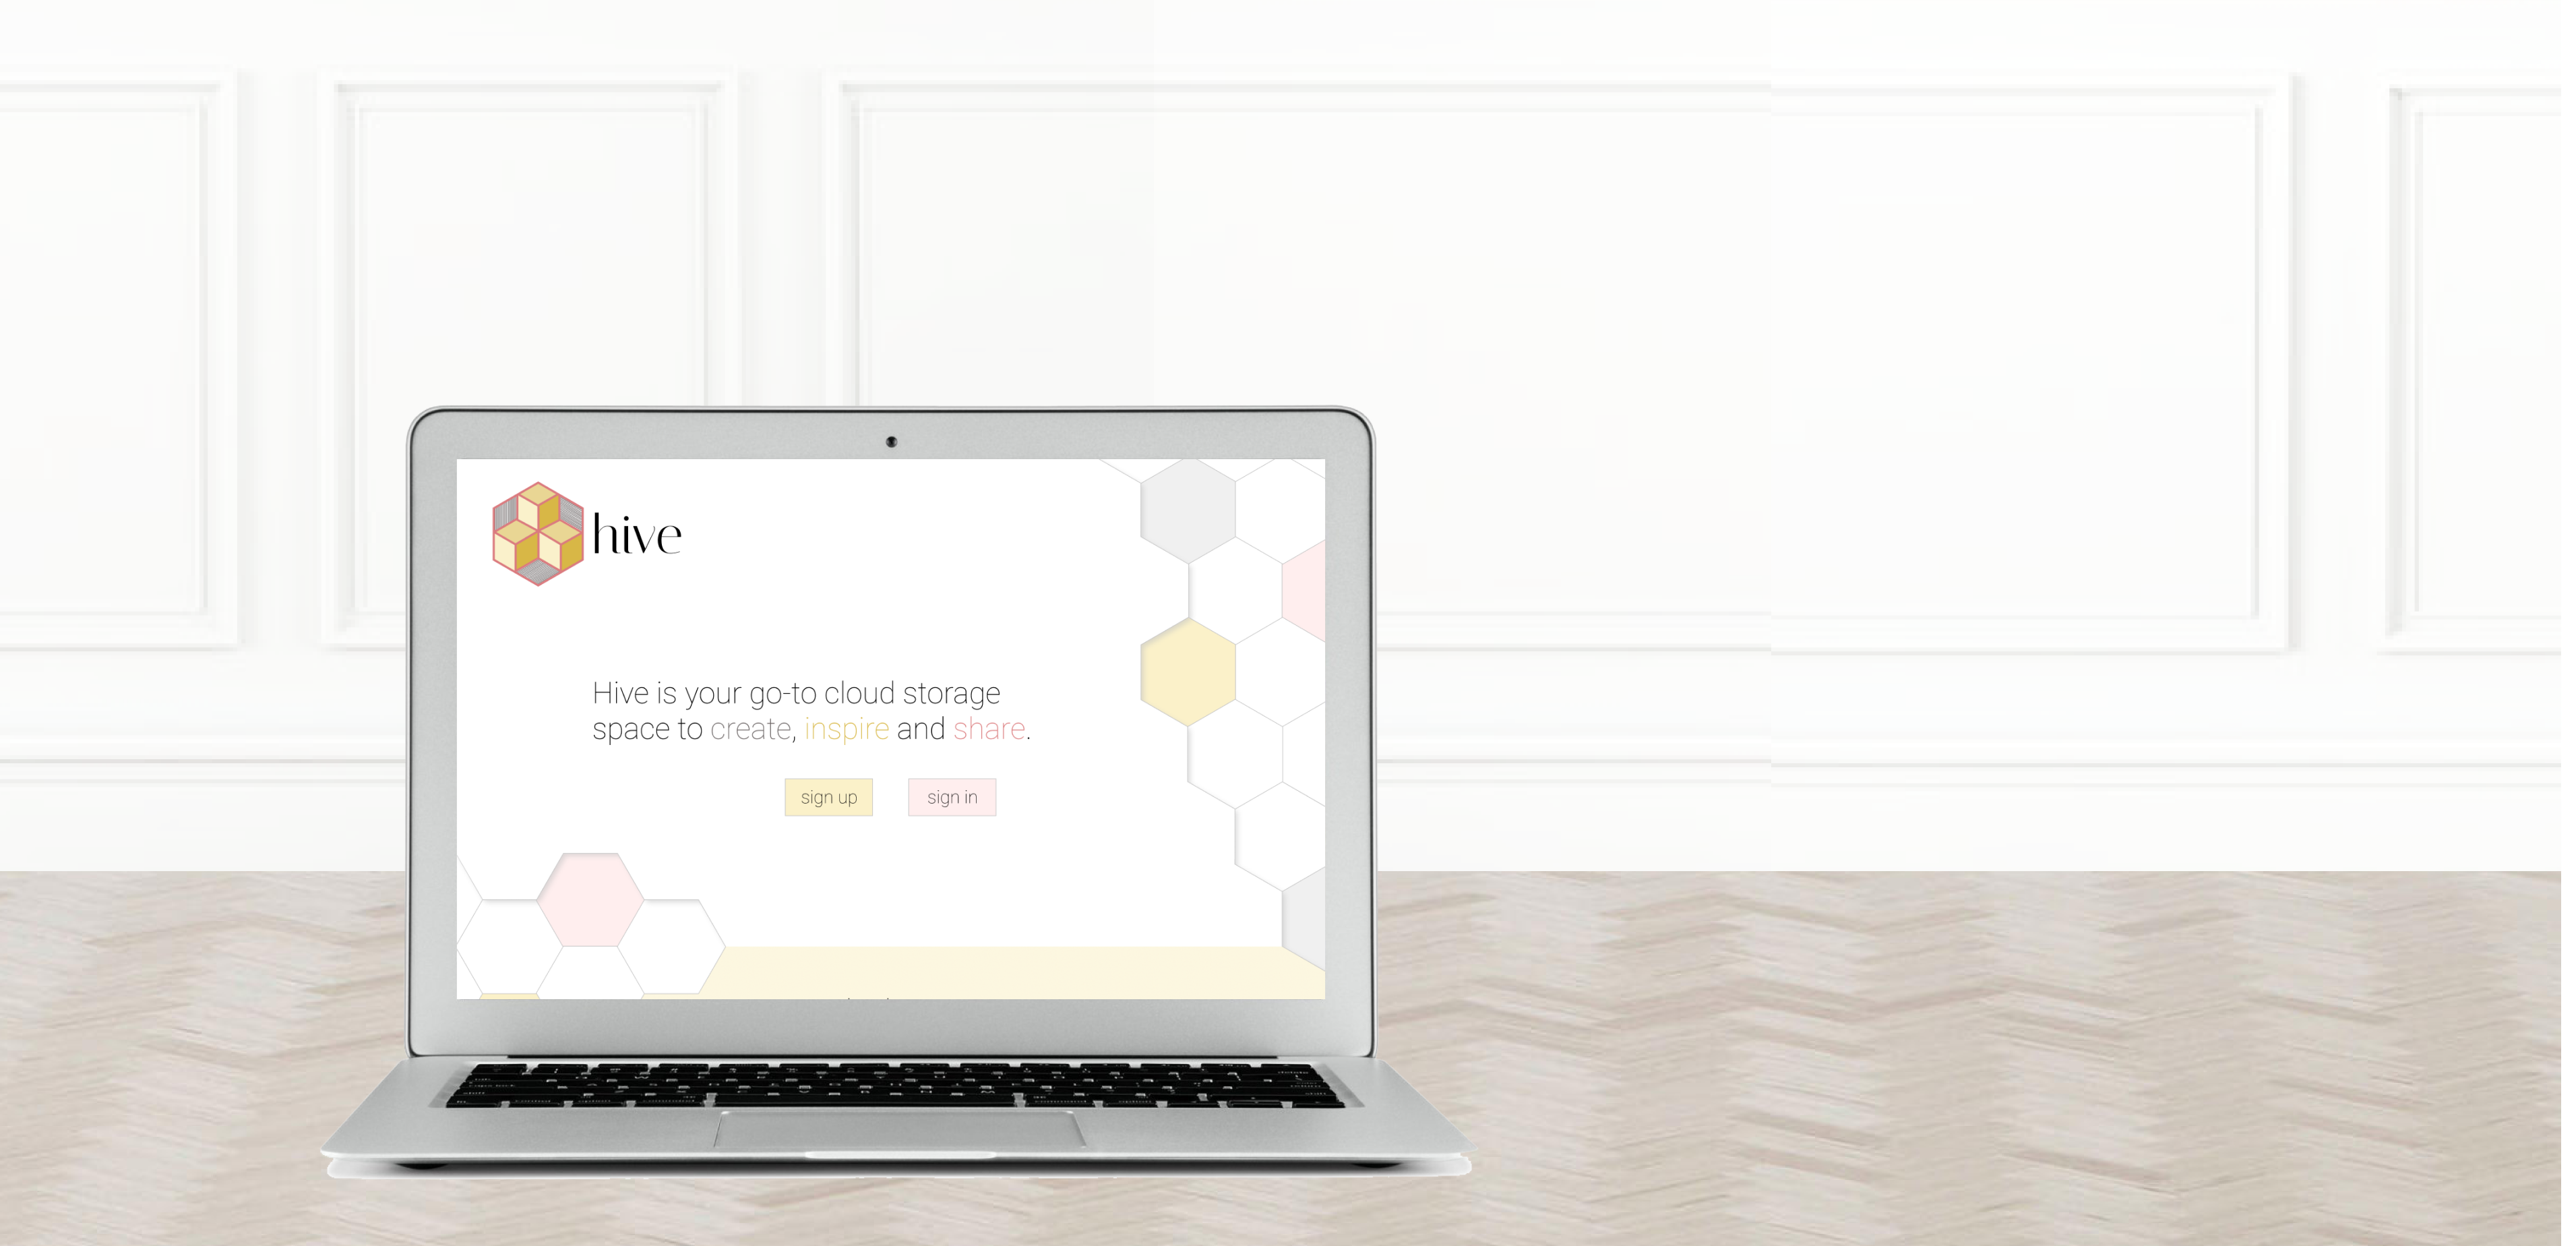 hive
Hive is your go-to cloud storage
space to create, inspire and share.
sign up
sign in